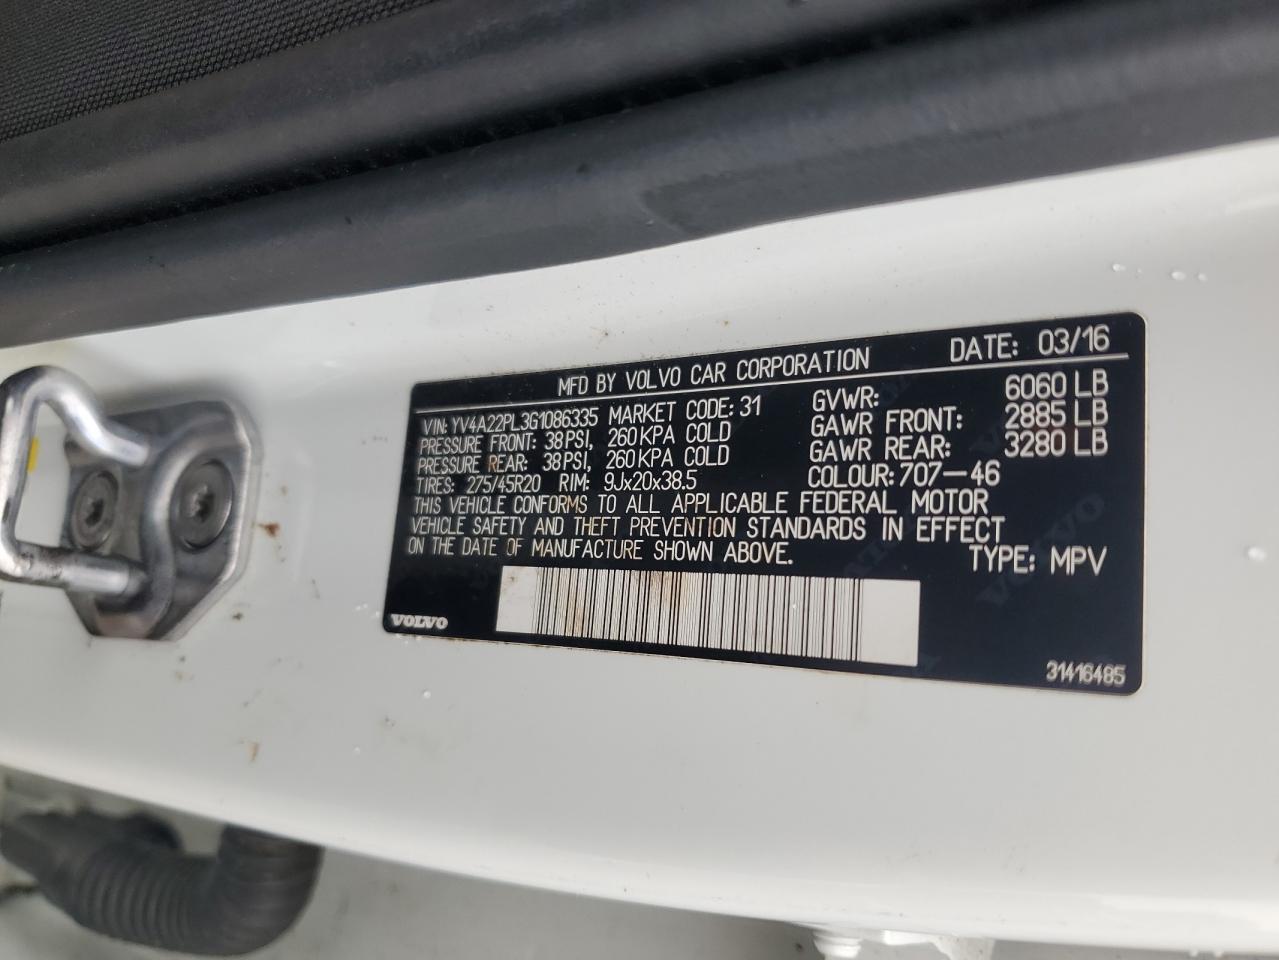 MFD BY VOLVO CAR CORPORATION DATE: 03/16
VIN: YV4A22PL3G1086335 MARKET CODE: 31 GVWR: 6060 LB
PRESSURE FRONT: 38 PSI, 260 KPA COLD GAWR FRONT: 2885 LB
PRESSURE REAR: 38 PSI, 260 KPA COLD GAWR REAR: 3280 LB
TIRES: 275/45R20 RIM: 9Jx20x38.5 COLOUR: 707-46
THIS VEHICLE CONFORMS TO ALL APPLICABLE FEDERAL MOTOR
VEHICLE SAFETY AND THEFT PREVENTION STANDARDS IN EFFECT
ON THE DATE OF MANUFACTURE SHOWN ABOVE. TYPE: MPV
VOLVO
31416485